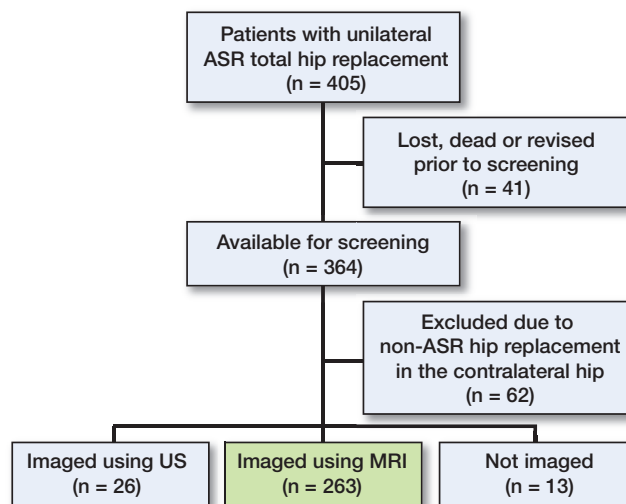 Patients with unilateral
ASR total hip replacement
(n = 405)
Lost, dead or revised
prior to screening
(n = 41)
Available for screening
(n = 364)
Excluded due to
non-ASR hip replacement
in the contralateral hip
(n = 62)
Imaged using US
(n = 26)
Imaged using MRI
(n = 263)
Not imaged
(n = 13)